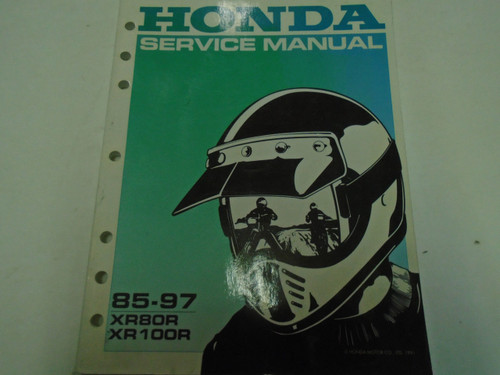 HONDA
SERVICE MANUAL
85-97
XR80R
XR100R